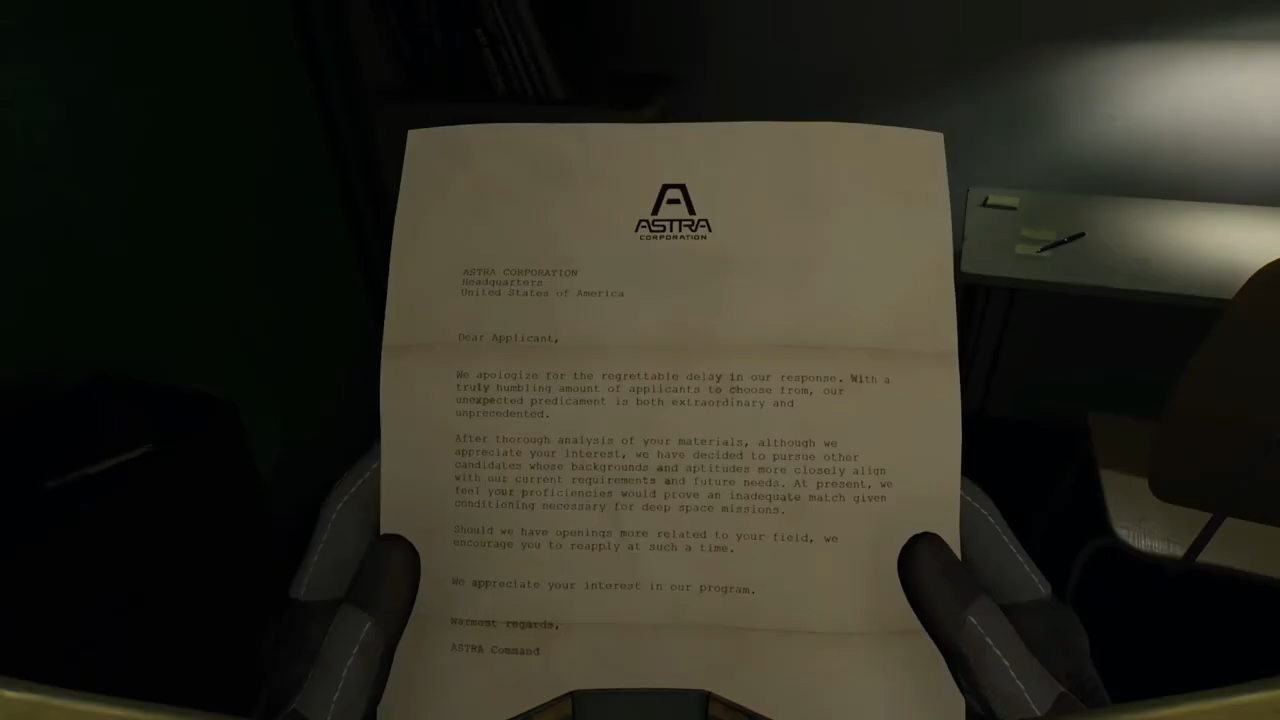 A
ASTRA
CORPORATION
ASTRA CORPORATION
Headquarters
United States of America
Dear Applicant,
We apologize for the regrettable delay in our response. With a
truly humbling amount of applicants to choose from, our
unexpected predicament is both extraordinary and
unprecedented.
After thorough analysis of your materials, although we
appreciate your interest, we have decided to pursue other
candidates whose backgrounds and aptitudes more closely align
with our current requirements and future needs. At present, we
feel your proficiencies would prove an inadequate match given
conditioning necessary for deep space missions.
Should we have openings more related to your field, we
encourage you to reapply at such a time.
We appreciate your interest in our program.
Warmest regards,
ASTRA Command